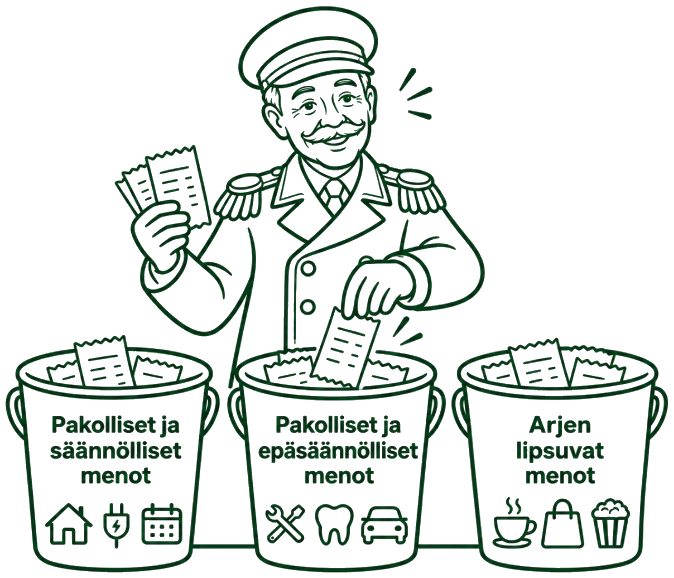 Pakolliset ja
säännölliset
menot
Pakolliset ja
epäsäännölliset
menot
Arjen
lipsuvat
menot